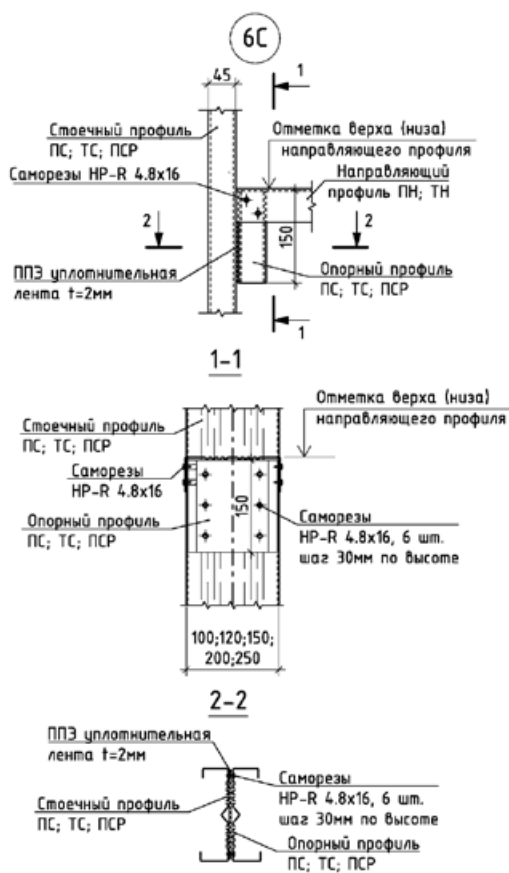 6С
1
45
Стоечный профиль
ПС; ТС; ПСР
Отметка верха (низа)
направляющего профиля
Саморезы HP-R 4.8x16
Направляющий
профиль ПН; ТН
2
2
150
ППЭ уплотнительная
лента t=2мм
Опорный профиль
ПС; ТС; ПСР
1
1-1
Отметка верха (низа)
направляющего профиля
Стоечный профиль
ПС; ТС; ПСР
Саморезы
HP-R 4.8x16
150
Опорный профиль
ПС; ТС; ПСР
Саморезы
HP-R 4.8x16, 6 шт.
шаг 30мм по высоте
100;120;150;
200;250
2-2
ППЭ уплотнительная
лента t=2мм
Саморезы
HP-R 4.8x16, 6 шт.
шаг 30мм по высоте
Стоечный профиль
ПС; ТС; ПСР
Опорный профиль
ПС; ТС; ПСР